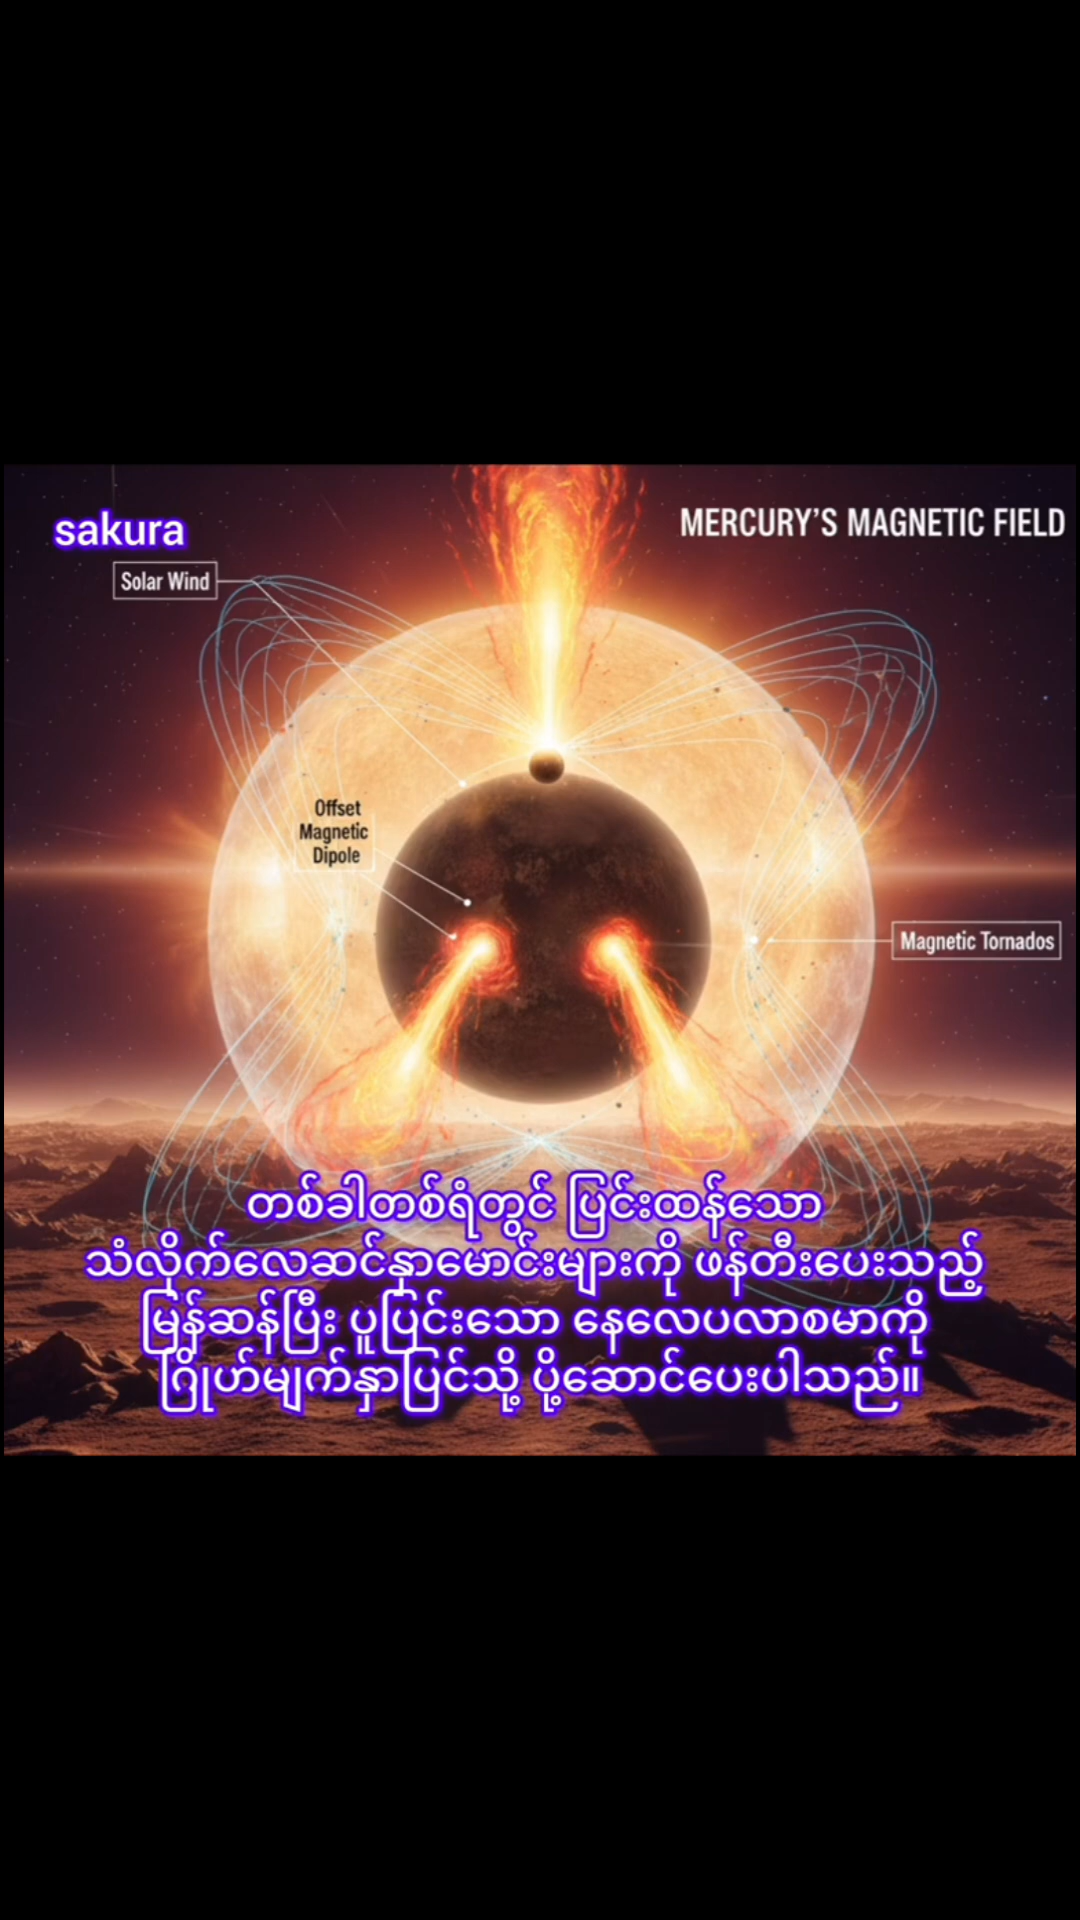 sakura
MERCURY'S MAGNETIC FIELD
Solar Wind
Offset
Magnetic
Dipole
Magnetic Tornados
တစ်ခါတစ်ရံတွင် ပြင်းထန်သော
သံလိုက်လေဆင်နှာမောင်းများကို ဖန်တီးပေးသည့်
မြန်ဆန်ပြီး ပူပြင်းသော နေလေပလာစမာကို
ဂြိုဟ်မျက်နှာပြင်သို့ ပို့ဆောင်ပေးပါသည်။